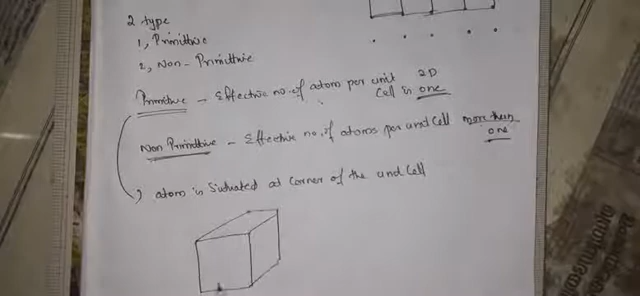 2 type
1, Primitive
2, Non - Primitive
2D
Primitive - Effective no. of atom per unit cell is one
Non Primitive - Effective no. of atoms per unit cell more than one
atom is situated at corner of the unit cell